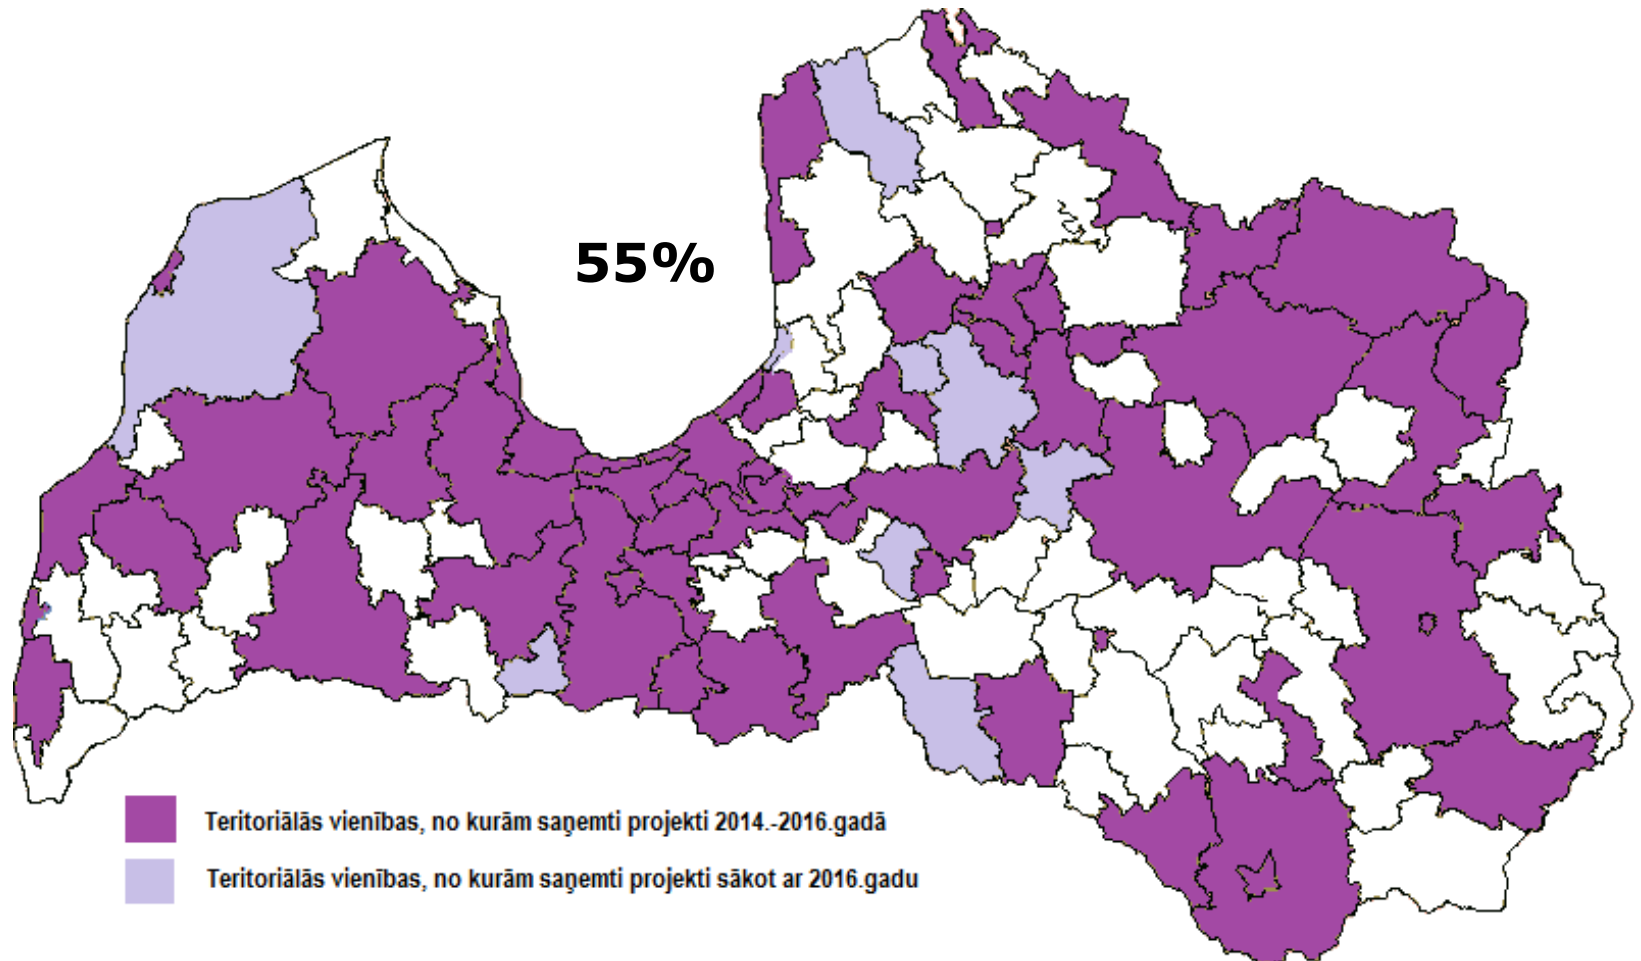 55%
Teritoriālās vienības, no kurām saņemti projekti 2014.-2016.gadā
Teritoriālās vienības, no kurām saņemti projekti sākot ar 2016.gadu